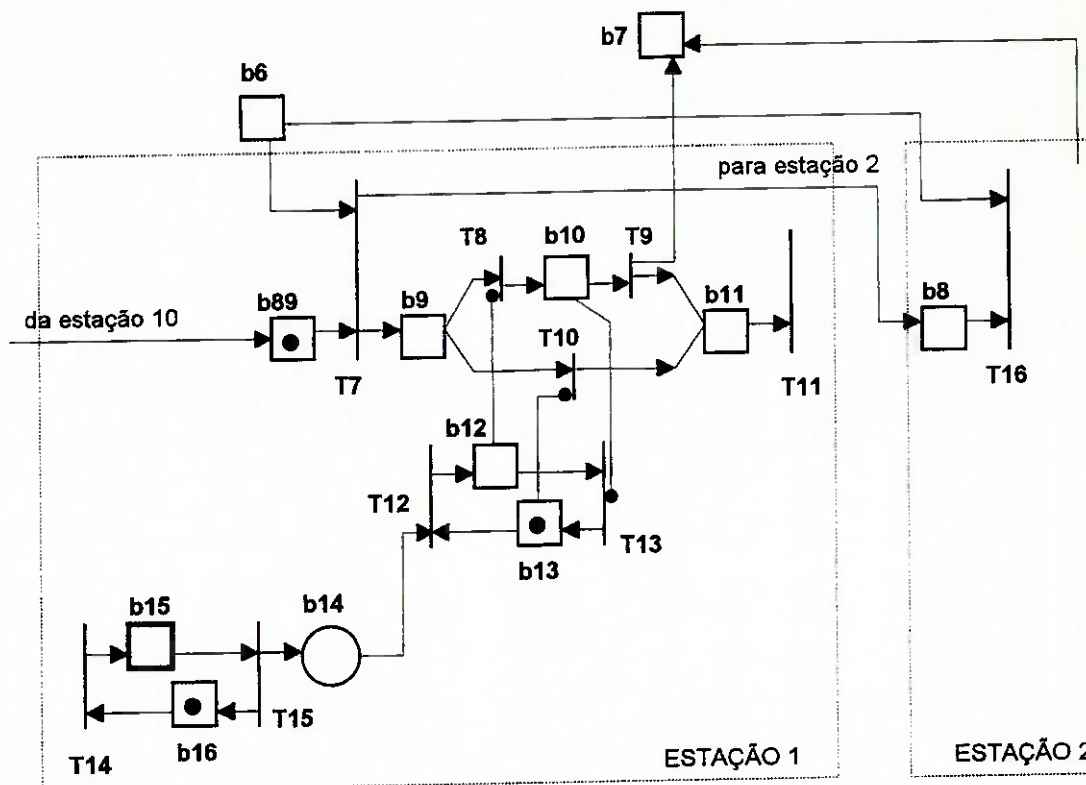 b7
b6
para estação 2
T8
b10
T9
b89
b9
b11
b8
da estação 10
T10
T7
T11
T16
b12
T12
T13
b13
b15
b14
T15
b16
T14
ESTAÇÃO 1
ESTAÇÃO 2